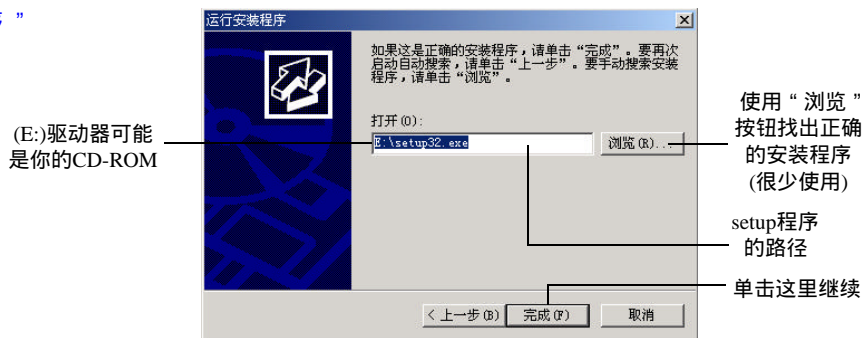 ”
运行安装程序
如果这是正确的安装程序，请单击“完成”。要再次
启动自动搜索，请单击“上一步”。要手动搜索安装
程序，请单击“浏览”。
打开(O):
E:\setup32.exe
浏览(R)...
< 上一步(B)
完成(F)
取消
(E:)驱动器可能
是你的CD-ROM
使用“浏览”
按钮找出正确
的安装程序
(很少使用)
setup程序
的路径
单击这里继续